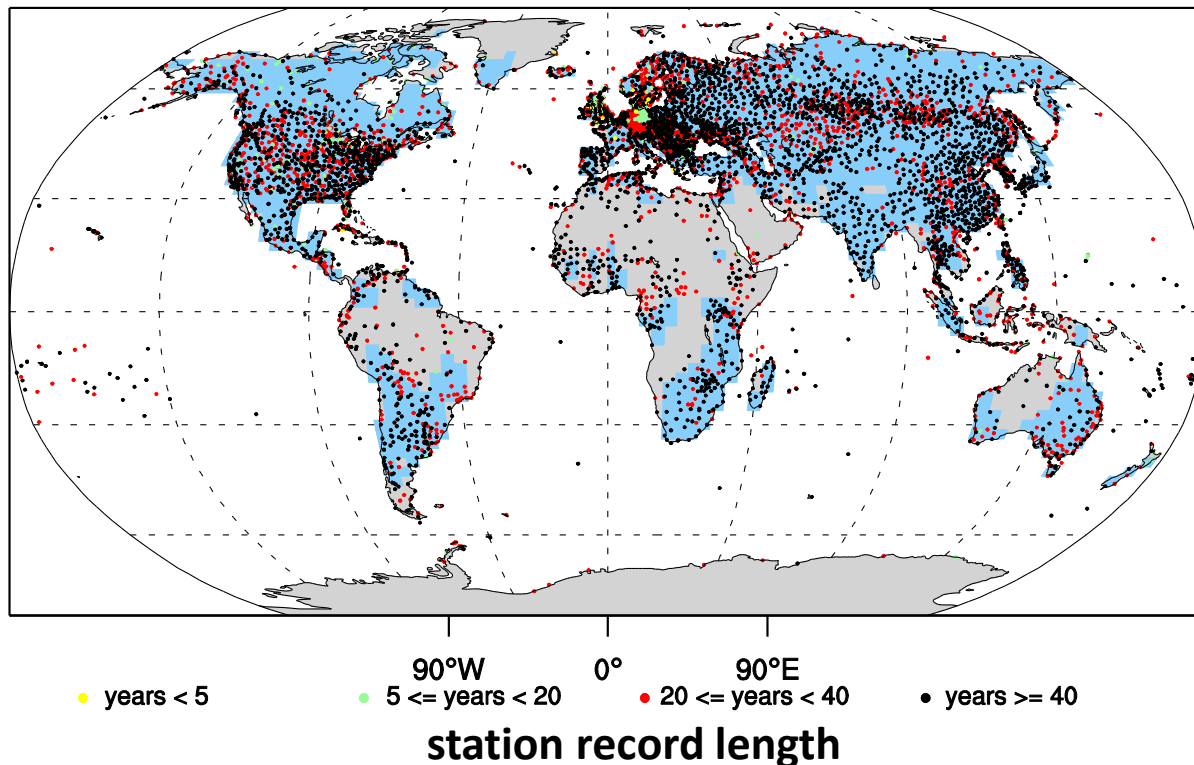 90°W 0° 90°E
years < 5 5 <= years < 20 20 <= years < 40 years >= 40
station record length